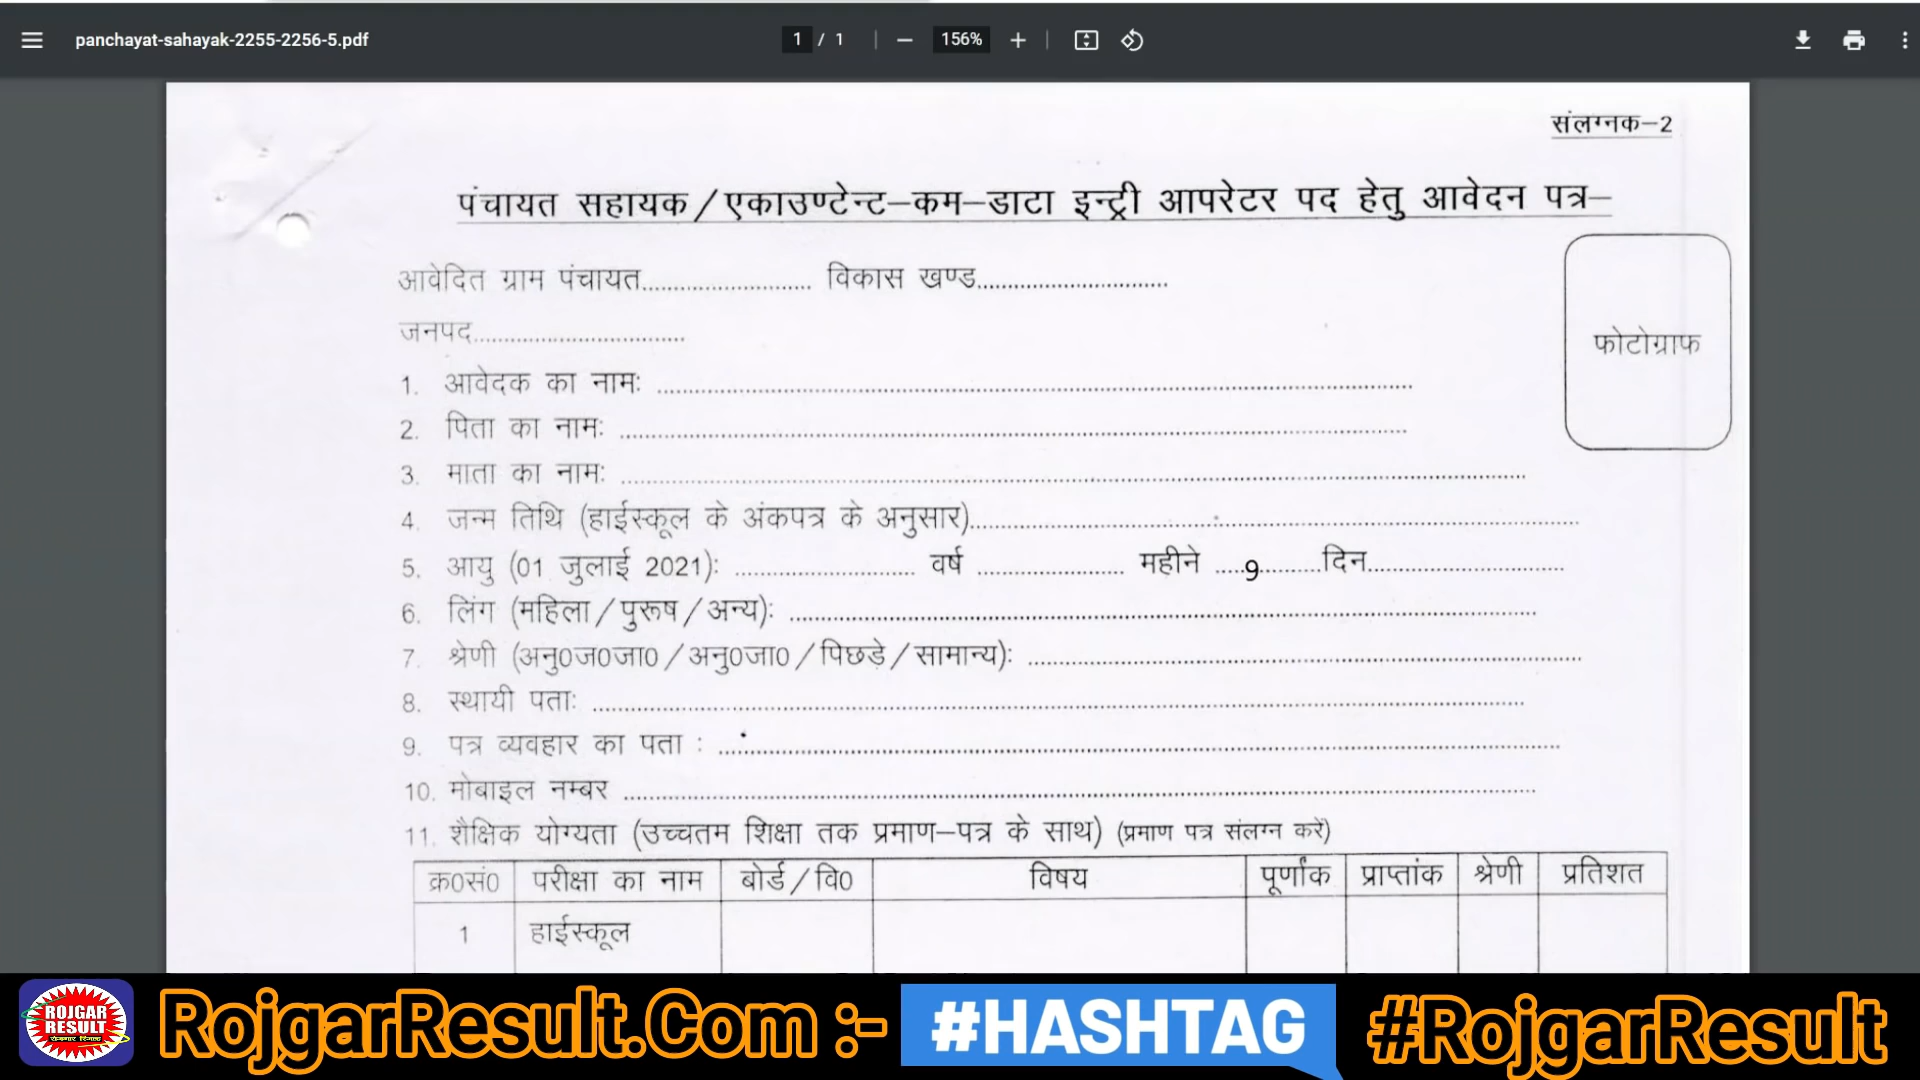 panchayat-sahayak-2255-2256-5.pdf 1 / 1 156%
संलग्नक–2
पंचायत सहायक/एकाउण्टेन्ट–कम–डाटा इन्ट्री आपरेटर पद हेतु आवेदन पत्र–
आवेदित ग्राम पंचायत............................ विकास खण्ड................................
जनपद...................................
फोटोग्राफ
1. आवेदक का नामः ................................................................
2. पिता का नामः ................................................................
3. माता का नामः ................................................................
4. जन्म तिथि (हाईस्कूल के अंकपत्र के अनुसार)................................................................
5. आयु (01 जुलाई 2021): .............................. वर्ष ......................... महीने ....9..........दिन.................................
6. लिंग (महिला/पुरूष/अन्य): ................................................................
7. श्रेणी (अनु0ज0जा0/अनु0जा0/पिछड़े/सामान्य): ................................................................
8. स्थायी पताः ................................................................
9. पत्र व्यवहार का पता : ................................................................
10. मोबाइल नम्बर ................................................................
11. शैक्षिक योग्यता (उच्चतम शिक्षा तक प्रमाण–पत्र के साथ) (प्रमाण पत्र संलग्न करें)
क्र0सं0 परीक्षा का नाम बोर्ड/वि0 विषय पूर्णांक प्राप्तांक श्रेणी प्रतिशत
1 हाईस्कूल
ROJGAR
RESULT
रोजगार रिजल्ट
RojgarResult.Com :- #HASHTAG #RojgarResult